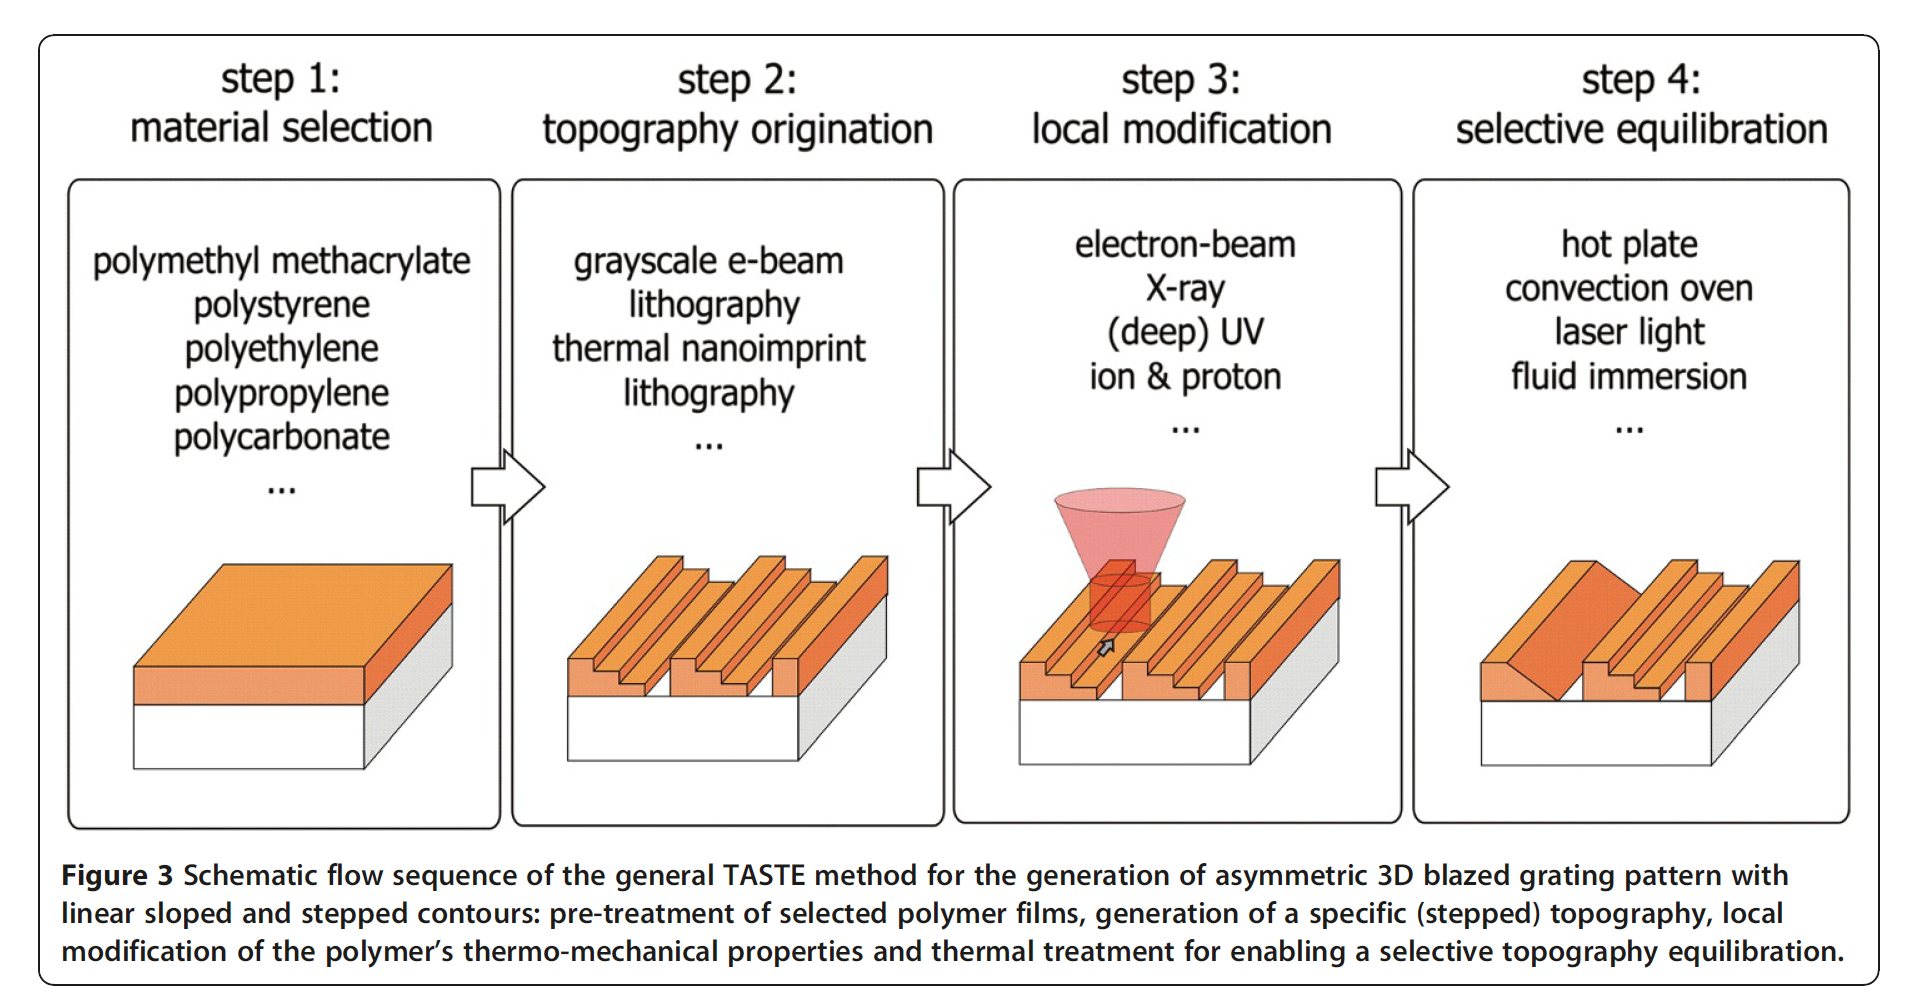 step 1:
material selection
polymethyl methacrylate
polystyrene
polyethylene
polypropylene
polycarbonate
...
step 2:
topography origination
grayscale e-beam
lithography
thermal nanoimprint
lithography
...
step 3:
local modification
electron-beam
X-ray
(deep) UV
ion & proton
...
step 4:
selective equilibration
hot plate
convection oven
laser light
fluid immersion
...
Figure 3 Schematic flow sequence of the general TASTE method for the generation of asymmetric 3D blazed grating pattern with
linear sloped and stepped contours: pre-treatment of selected polymer films, generation of a specific (stepped) topography, local
modification of the polymer’s thermo-mechanical properties and thermal treatment for enabling a selective topography equilibration.